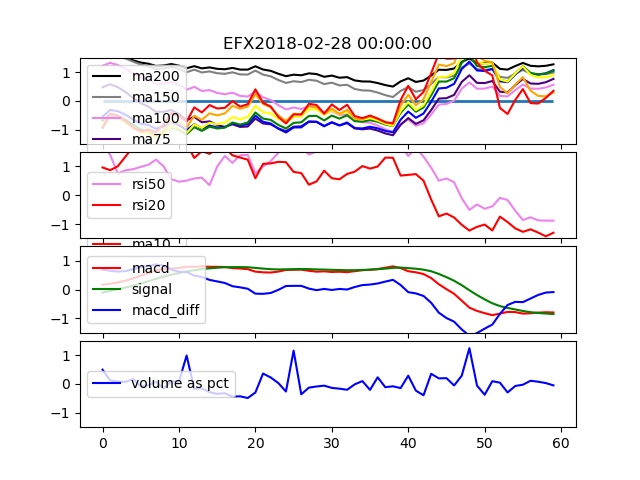 EFX2018-02-28 00:00:00
1
0
−1
ma200
ma150
ma100
ma75
1
0
−1
rsi50
rsi20
ma10
1
0
−1
macd
signal
macd_diff
1
0
−1
volume as pct
0 10 20 30 40 50 60